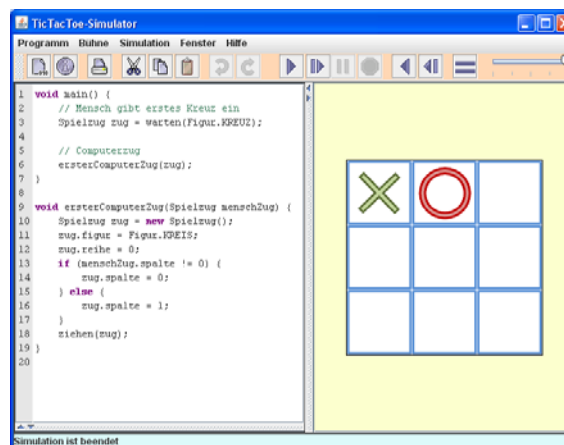 TicTacToe-Simulator
Programm Bühne Simulation Fenster Hilfe
1 void main() {
2 // Mensch gibt erstes Kreuz ein
3 Spielzug zug = warten(Figur.KREUZ);
4
5 // Computerzug
6 ersterComputerZug(zug);
7 }
8
9 void ersterComputerZug(Spielzug menschZug) {
10 Spielzug zug = new Spielzug();
11 zug.figur = Figur.KREIS;
12 zug.reihe = 0;
13 if (menschZug.spalte != 0) {
14 zug.spalte = 0;
15 } else {
16 zug.spalte = 1;
17 }
18 ziehen(zug);
19 }
20
Simulation ist beendet